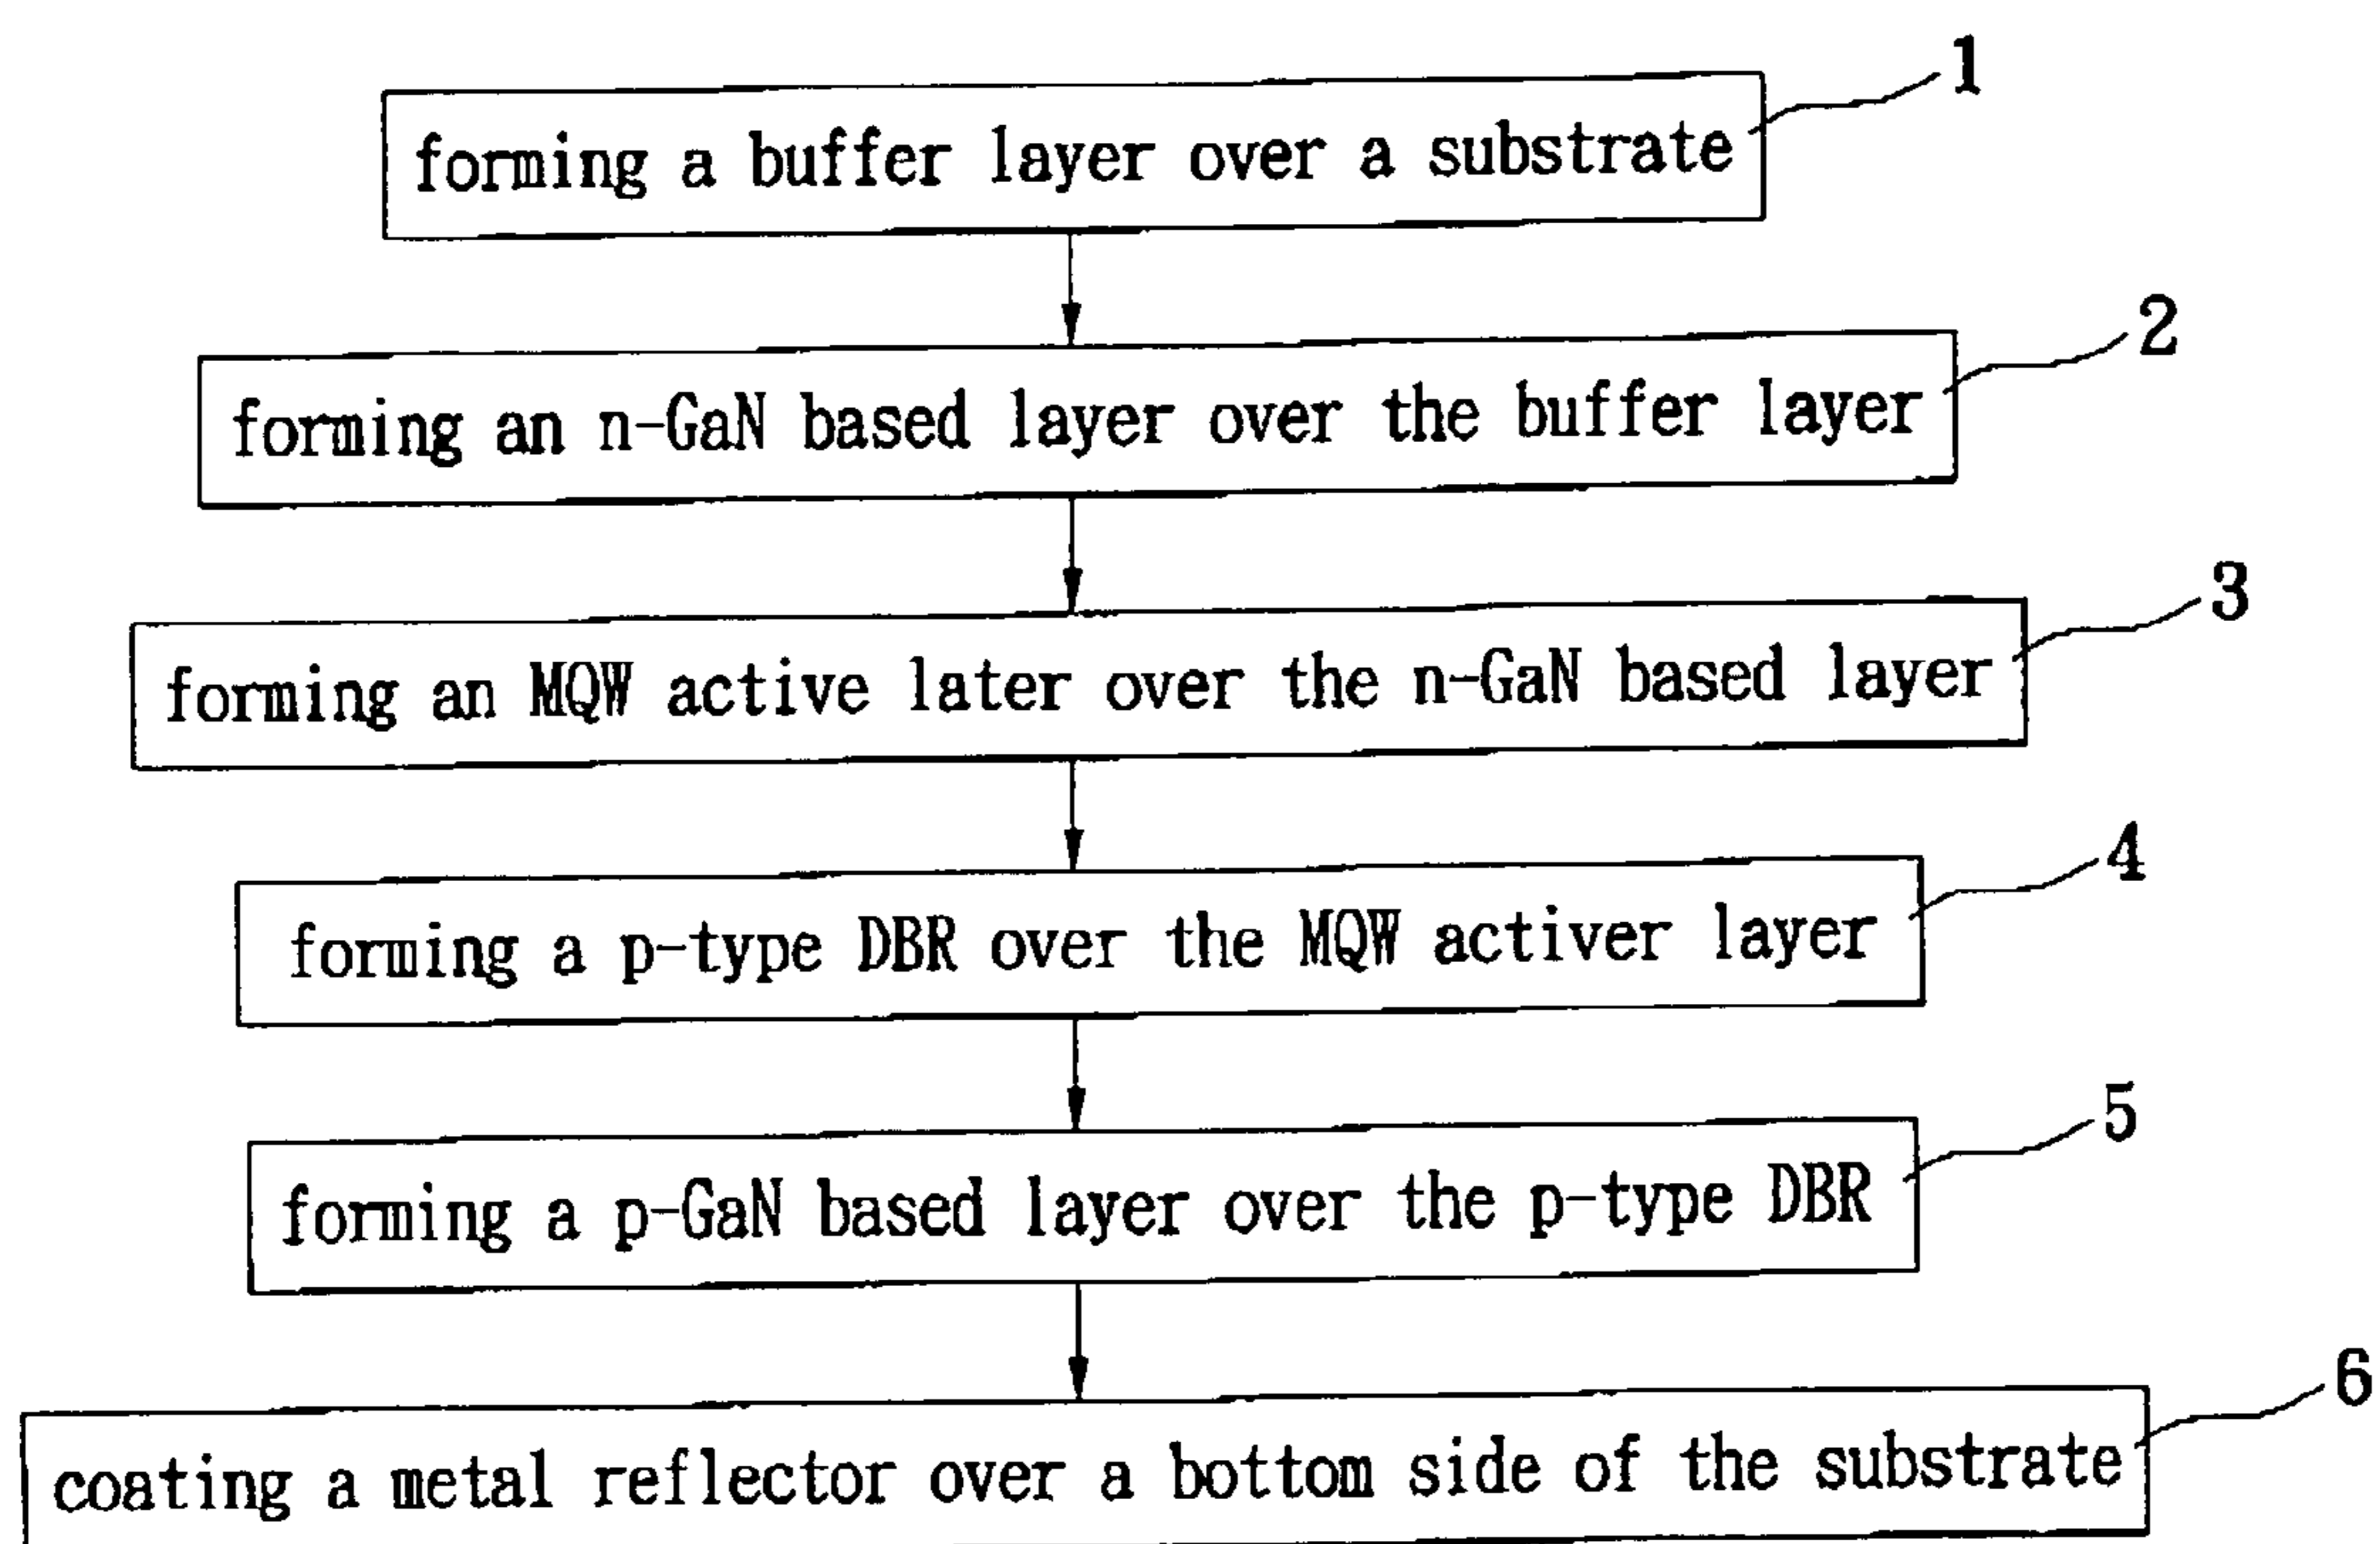 1
forming a buffer layer over a substrate
2
forming an n-GaN based layer over the buffer layer
3
forming an MQW active later over the n-GaN based layer
4
forming a p-type DBR over the MQW activer layer
5
forming a p-GaN based layer over the p-type DBR
6
coating a metal reflector over a bottom side of the substrate